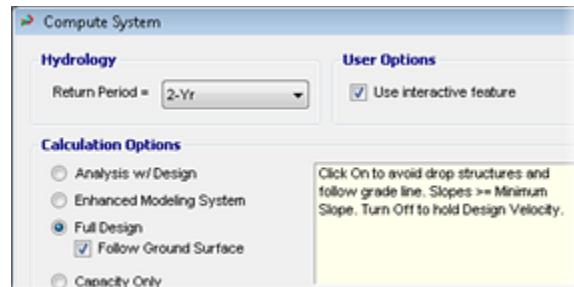 Compute System
Hydrology
Return Period =
2-Yr
User Options
Use interactive feature
Calculation Options
Analysis w/ Design
Enhanced Modeling System
Full Design
Follow Ground Surface
Capacity Only
Click On to avoid drop structures and
follow grade line. Slopes >= Minimum
Slope. Turn Off to hold Design Velocity.